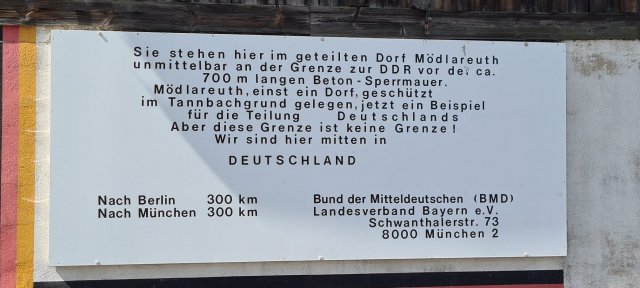 Sie stehen hier im geteilten Dorf Mödlareuth
unmittelbar an der Grenze zur DDR vor de. ca.
700 m langen Beton-Sperrmauer.
Mödlareuth, einst ein Dorf, geschützt
im Tannbachgrund gelegen, jetzt ein Beispiel
für die Teilung Deutschlands
Aber diese Grenze ist keine Grenze!
Wir sind hier mitten in
DEUTSCHLAND
Nach Berlin 300 km
Nach München 300 km
Bund der Mitteldeutschen (BMD)
Landesverband Bayern e.V.
Schwanthalerstr. 73
8000 München 2